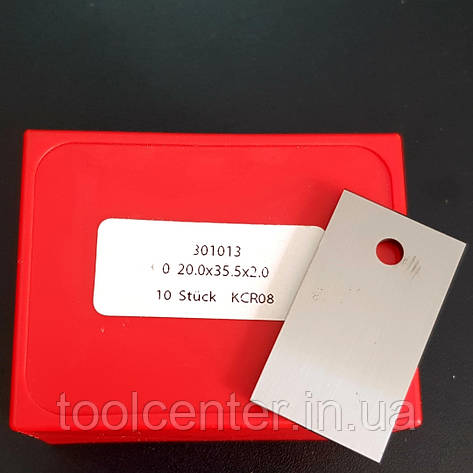 301013
0 20.0x35.5x2.0
10 Stück KCR08
toolcenter.in.ua